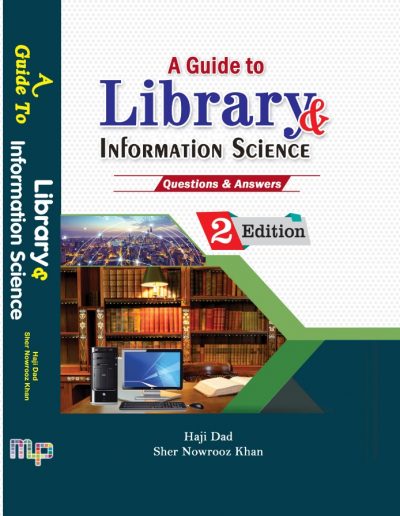 A Guide To
Library &
Information Science
Haji Dad
Sher Nowrooz Khan
mp
A Guide to
Library &
Information Science
Questions & Answers
2 Edition
Haji Dad
Sher Nowrooz Khan